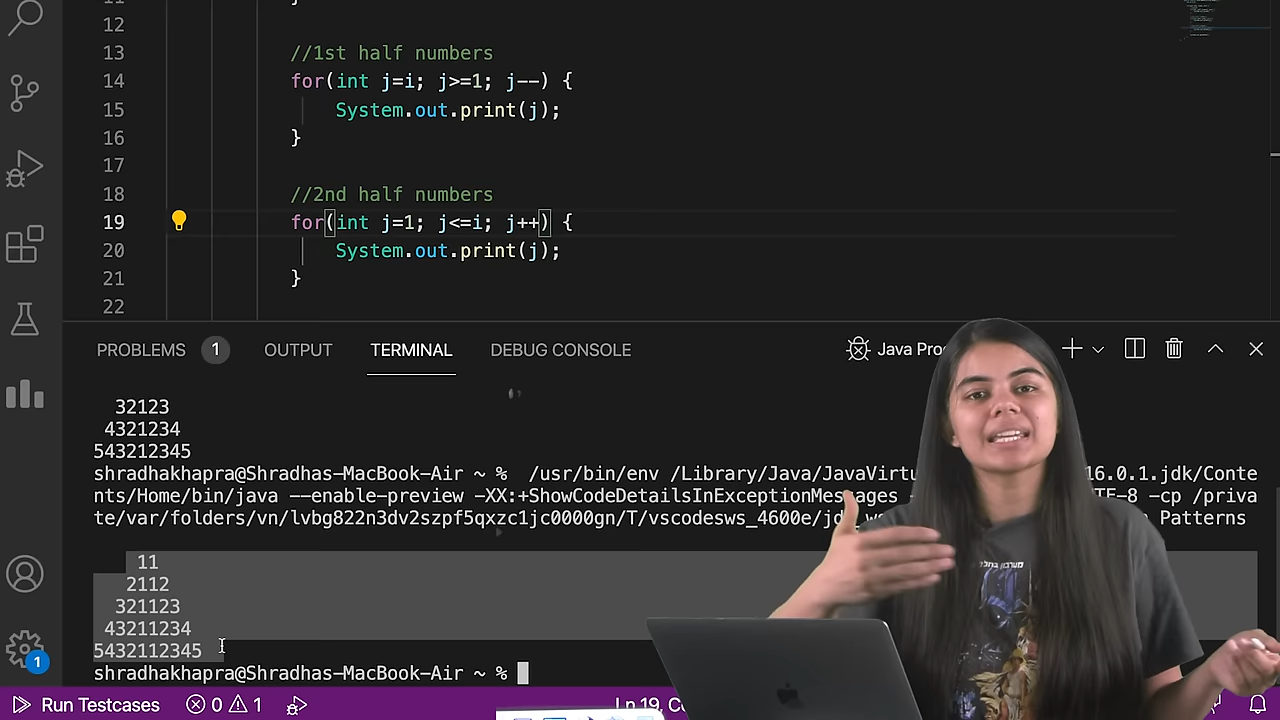 12
13 //1st half numbers
14 for(int j=i; j>=1; j--) {
15 System.out.print(j);
16 }
17
18 //2nd half numbers
19 for(int j=1; j<=i; j++) {
20 System.out.print(j);
21 }
22
PROBLEMS 1 OUTPUT TERMINAL DEBUG CONSOLE Java Pro
32123
4321234
543212345
shradhakhapra@Shradhas-MacBook-Air ~ % /usr/bin/env /Library/Java/JavaVirtu 16.0.1.jdk/Conte
nts/Home/bin/java --enable-preview -XX:+ShowCodeDetailsInExceptionMessages TF-8 -cp /priva
te/var/folders/vn/lvbg822n3dv2szpf5qxzc1jc0000gn/T/vscodesws_4600e/jd Patterns
11
2112
321123
43211234
5432112345
shradhakhapra@Shradhas-MacBook-Air ~ %
1
Run Testcases 0 1 Ln 19, Co